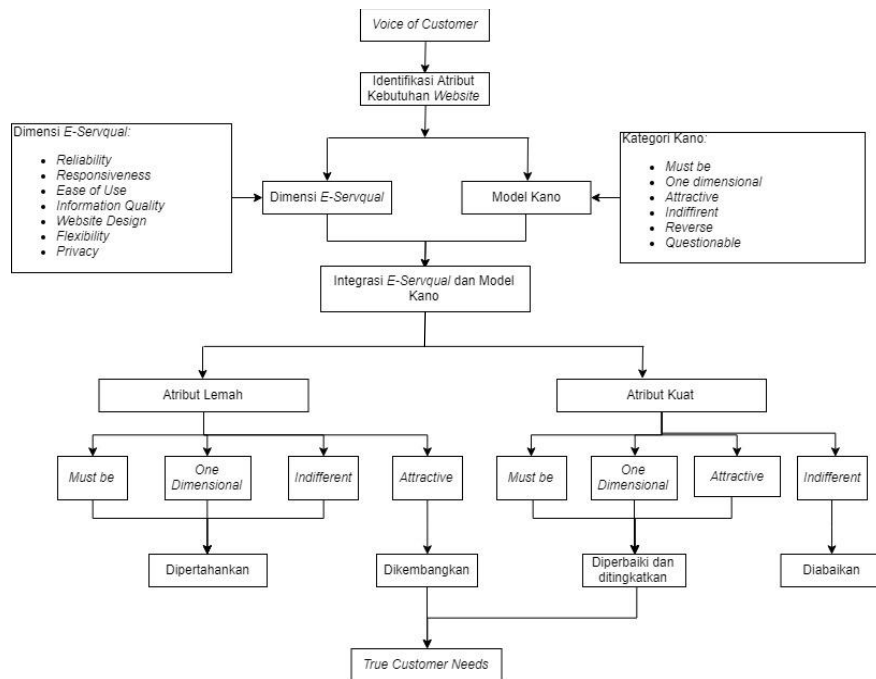 Voice of Customer
Identifikasi Atribut
Kebutuhan Website
Dimensi E-Servqual:
Reliability
Responsiveness
Ease of Use
Information Quality
Website Design
Flexibility
Privacy
Dimensi E-Servqual
Model Kano
Kategori Kano:
Must be
One dimensional
Attractive
Indiffirent
Reverse
Questionable
Integrasi E-Servqual dan Model
Kano
Atribut Lemah
Atribut Kuat
Must be
One
Dimensional
Indifferent
Attractive
Must be
One
Dimensional
Attractive
Indifferent
Dipertahankan
Dikembangkan
Diperbaiki dan
ditingkatkan
Diabaikan
True Customer Needs